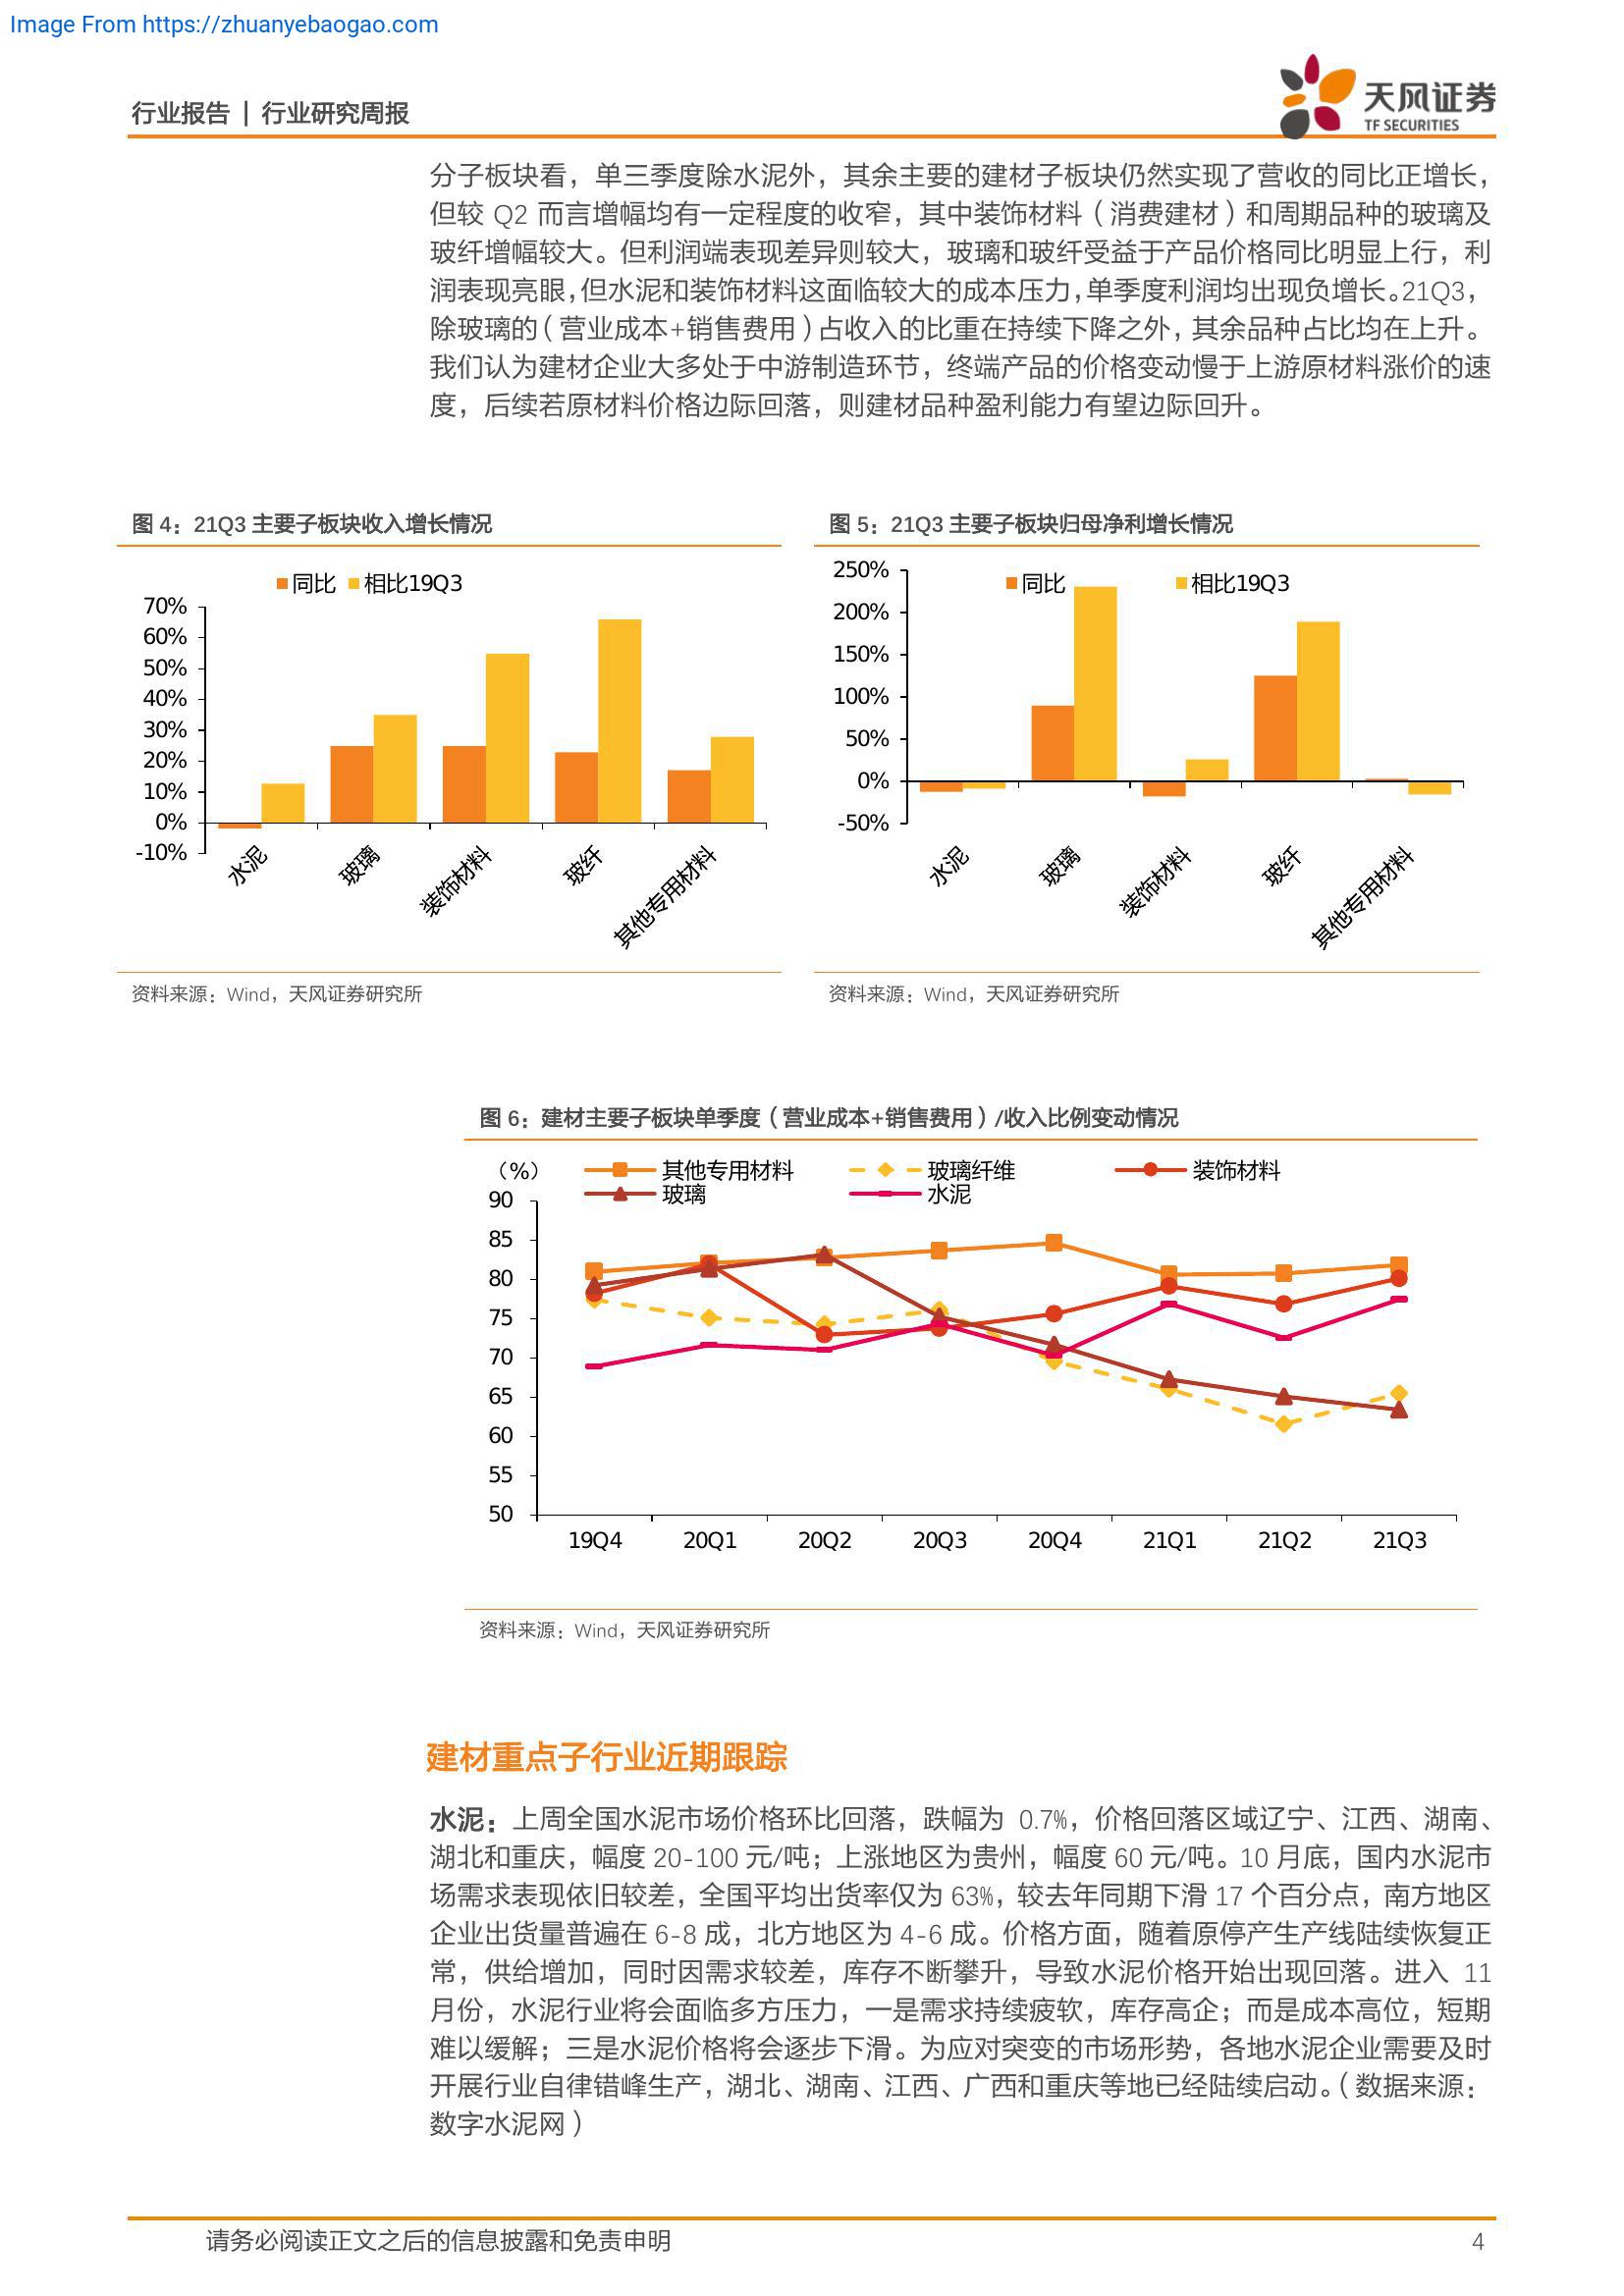 Image From https://zhuanyebaogao.com
行业报告 | 行业研究周报
天风证券
TF SECURITIES
分子板块看，单三季度除水泥外，其余主要的建材子板块仍然实现了营收的同比正增长，
但较 Q2 而言增幅均有一定程度的收窄，其中装饰材料（消费建材）和周期品种的玻璃及
玻纤增幅较大。但利润端表现差异则较大，玻璃和玻纤受益于产品价格同比明显上行，利
润表现亮眼，但水泥和装饰材料这面临较大的成本压力，单季度利润均出现负增长。21Q3，
除玻璃的（营业成本+销售费用）占收入的比重在持续下降之外，其余品种占比均在上升。
我们认为建材企业大多处于中游制造环节，终端产品的价格变动慢于上游原材料涨价的速
度，后续若原材料价格边际回落，则建材品种盈利能力有望边际回升。
图 4：21Q3 主要子板块收入增长情况
同比 相比19Q3
70%
60%
50%
40%
30%
20%
10%
0%
-10%
水泥
玻璃
装饰材料
玻纤
其他专用材料
资料来源：Wind，天风证券研究所
图 5：21Q3 主要子板块归母净利增长情况
同比 相比19Q3
250%
200%
150%
100%
50%
0%
-50%
水泥
玻璃
装饰材料
玻纤
其他专用材料
资料来源：Wind，天风证券研究所
图 6：建材主要子板块单季度（营业成本+销售费用）/收入比例变动情况
（%）
其他专用材料 玻璃纤维 装饰材料
玻璃 水泥
90
85
80
75
70
65
60
55
50
19Q4 20Q1 20Q2 20Q3 20Q4 21Q1 21Q2 21Q3
资料来源：Wind，天风证券研究所
建材重点子行业近期跟踪
水泥：上周全国水泥市场价格环比回落，跌幅为 0.7%，价格回落区域辽宁、江西、湖南、
湖北和重庆，幅度 20-100 元/吨；上涨地区为贵州，幅度 60 元/吨。10 月底，国内水泥市
场需求表现依旧较差，全国平均出货率仅为 63%，较去年同期下滑 17 个百分点，南方地区
企业出货量普遍在 6-8 成，北方地区为 4-6 成。价格方面，随着原停产生产线陆续恢复正
常，供给增加，同时因需求较差，库存不断攀升，导致水泥价格开始出现回落。进入 11
月份，水泥行业将会面临多方压力，一是需求持续疲软，库存高企；而是成本高位，短期
难以缓解；三是水泥价格将会逐步下滑。为应对突变的市场形势，各地水泥企业需要及时
开展行业自律错峰生产，湖北、湖南、江西、广西和重庆等地已经陆续启动。（数据来源：
数字水泥网）
请务必阅读正文之后的信息披露和免责申明
4